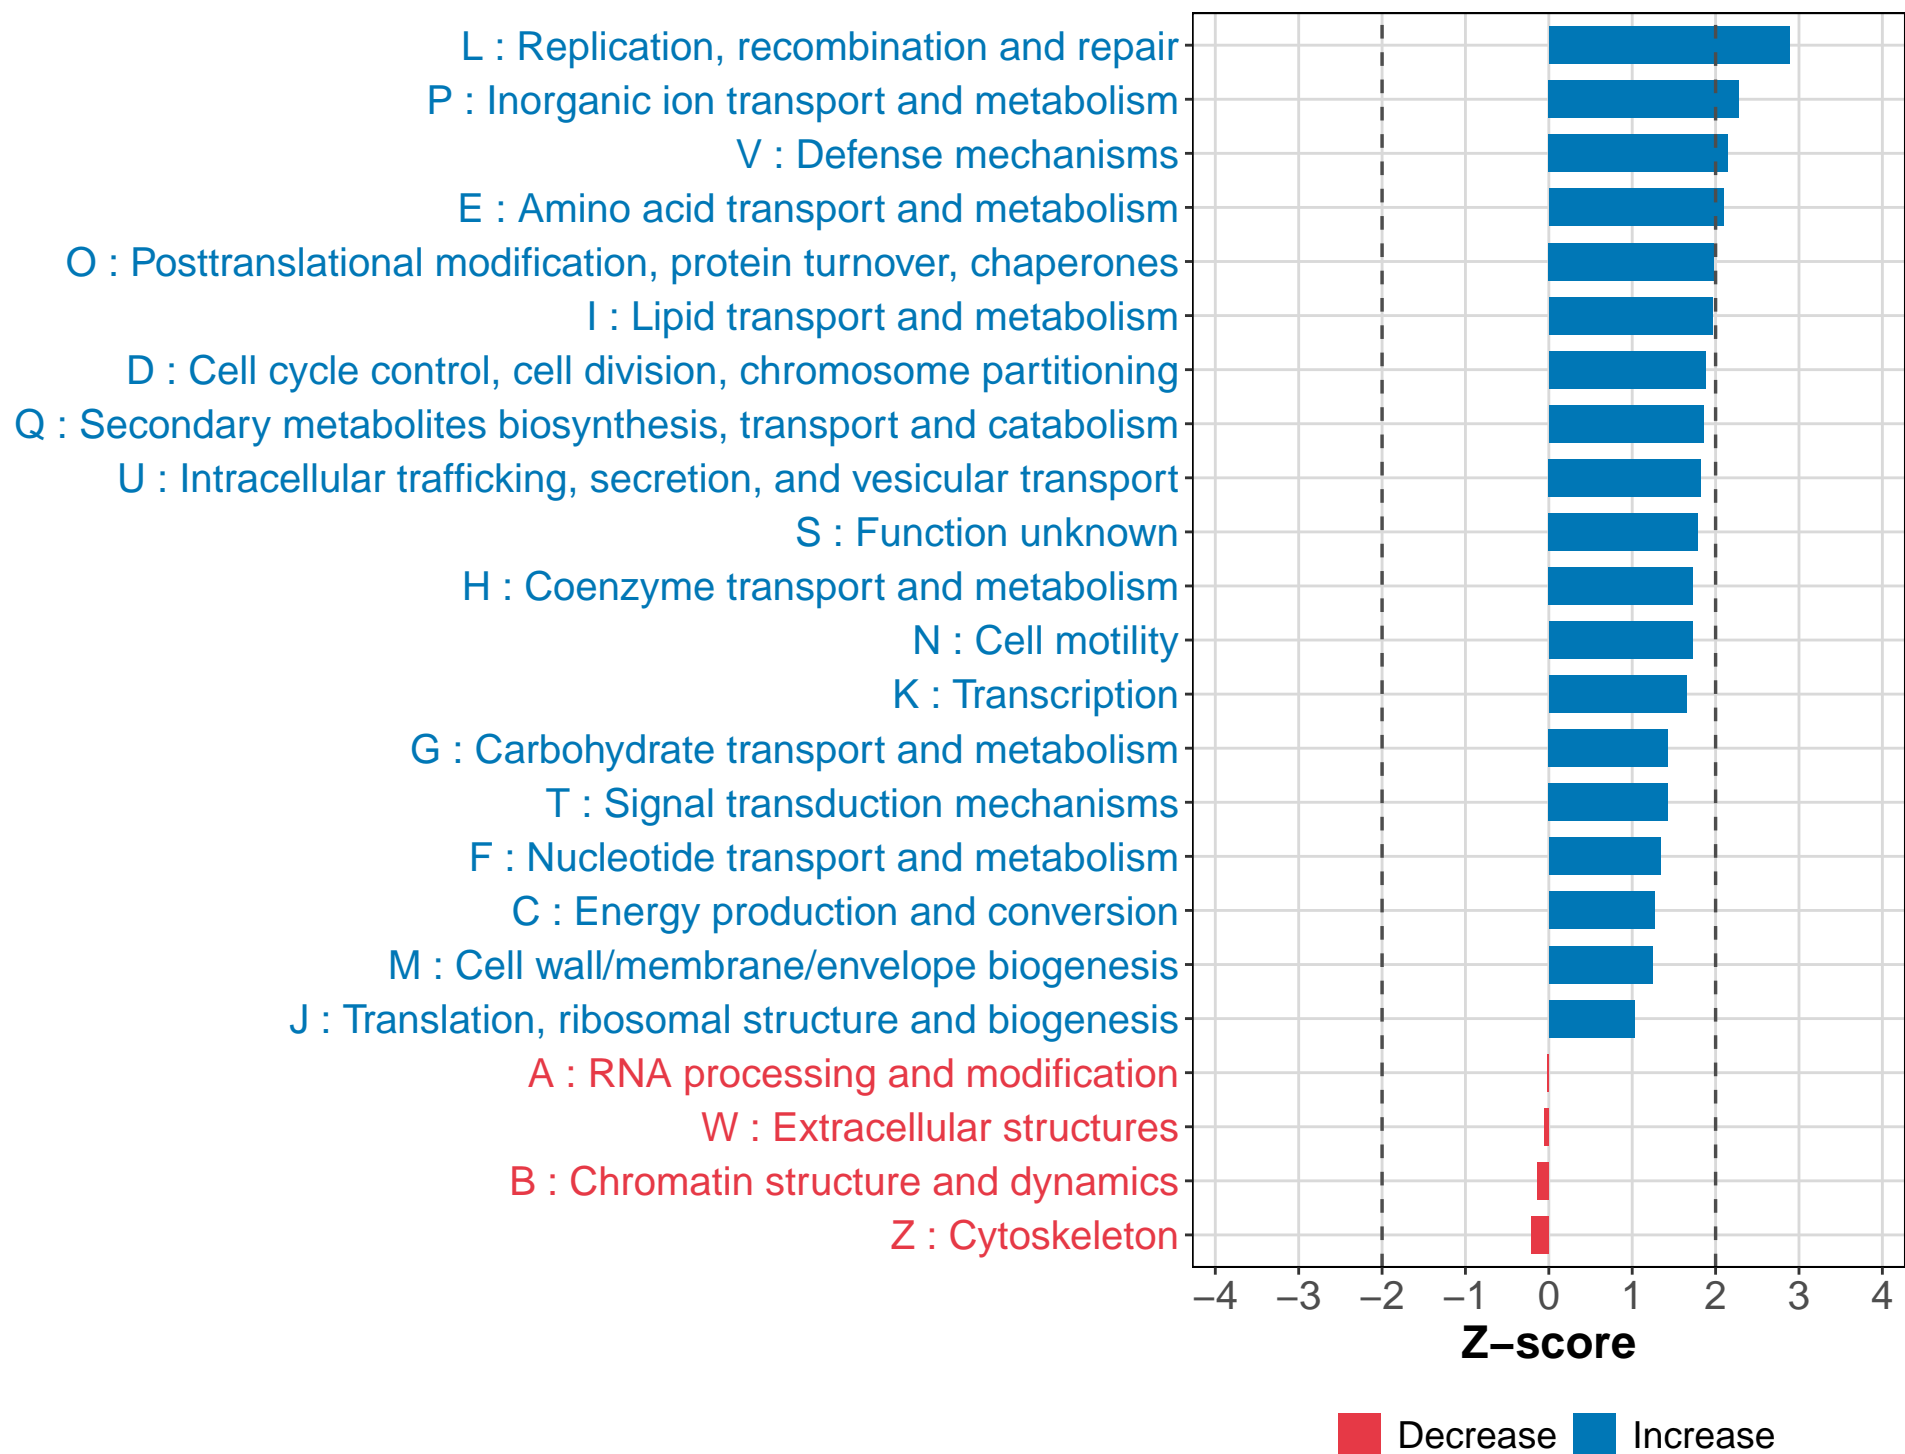 L : Replication, recombination and repair
P : Inorganic ion transport and metabolism
V : Defense mechanisms
E : Amino acid transport and metabolism
O : Posttranslational modification, protein turnover, chaperones
I : Lipid transport and metabolism
D : Cell cycle control, cell division, chromosome partitioning
Q : Secondary metabolites biosynthesis, transport and catabolism
U : Intracellular trafficking, secretion, and vesicular transport
S : Function unknown
H : Coenzyme transport and metabolism
N : Cell motility
K : Transcription
G : Carbohydrate transport and metabolism
T : Signal transduction mechanisms
F : Nucleotide transport and metabolism
C : Energy production and conversion
M : Cell wall/membrane/envelope biogenesis
J : Translation, ribosomal structure and biogenesis
A : RNA processing and modification
W : Extracellular structures
B : Chromatin structure and dynamics
Z : Cytoskeleton
−4 −3 −2 −1 0 1 2 3 4
Z−score
Decrease Increase